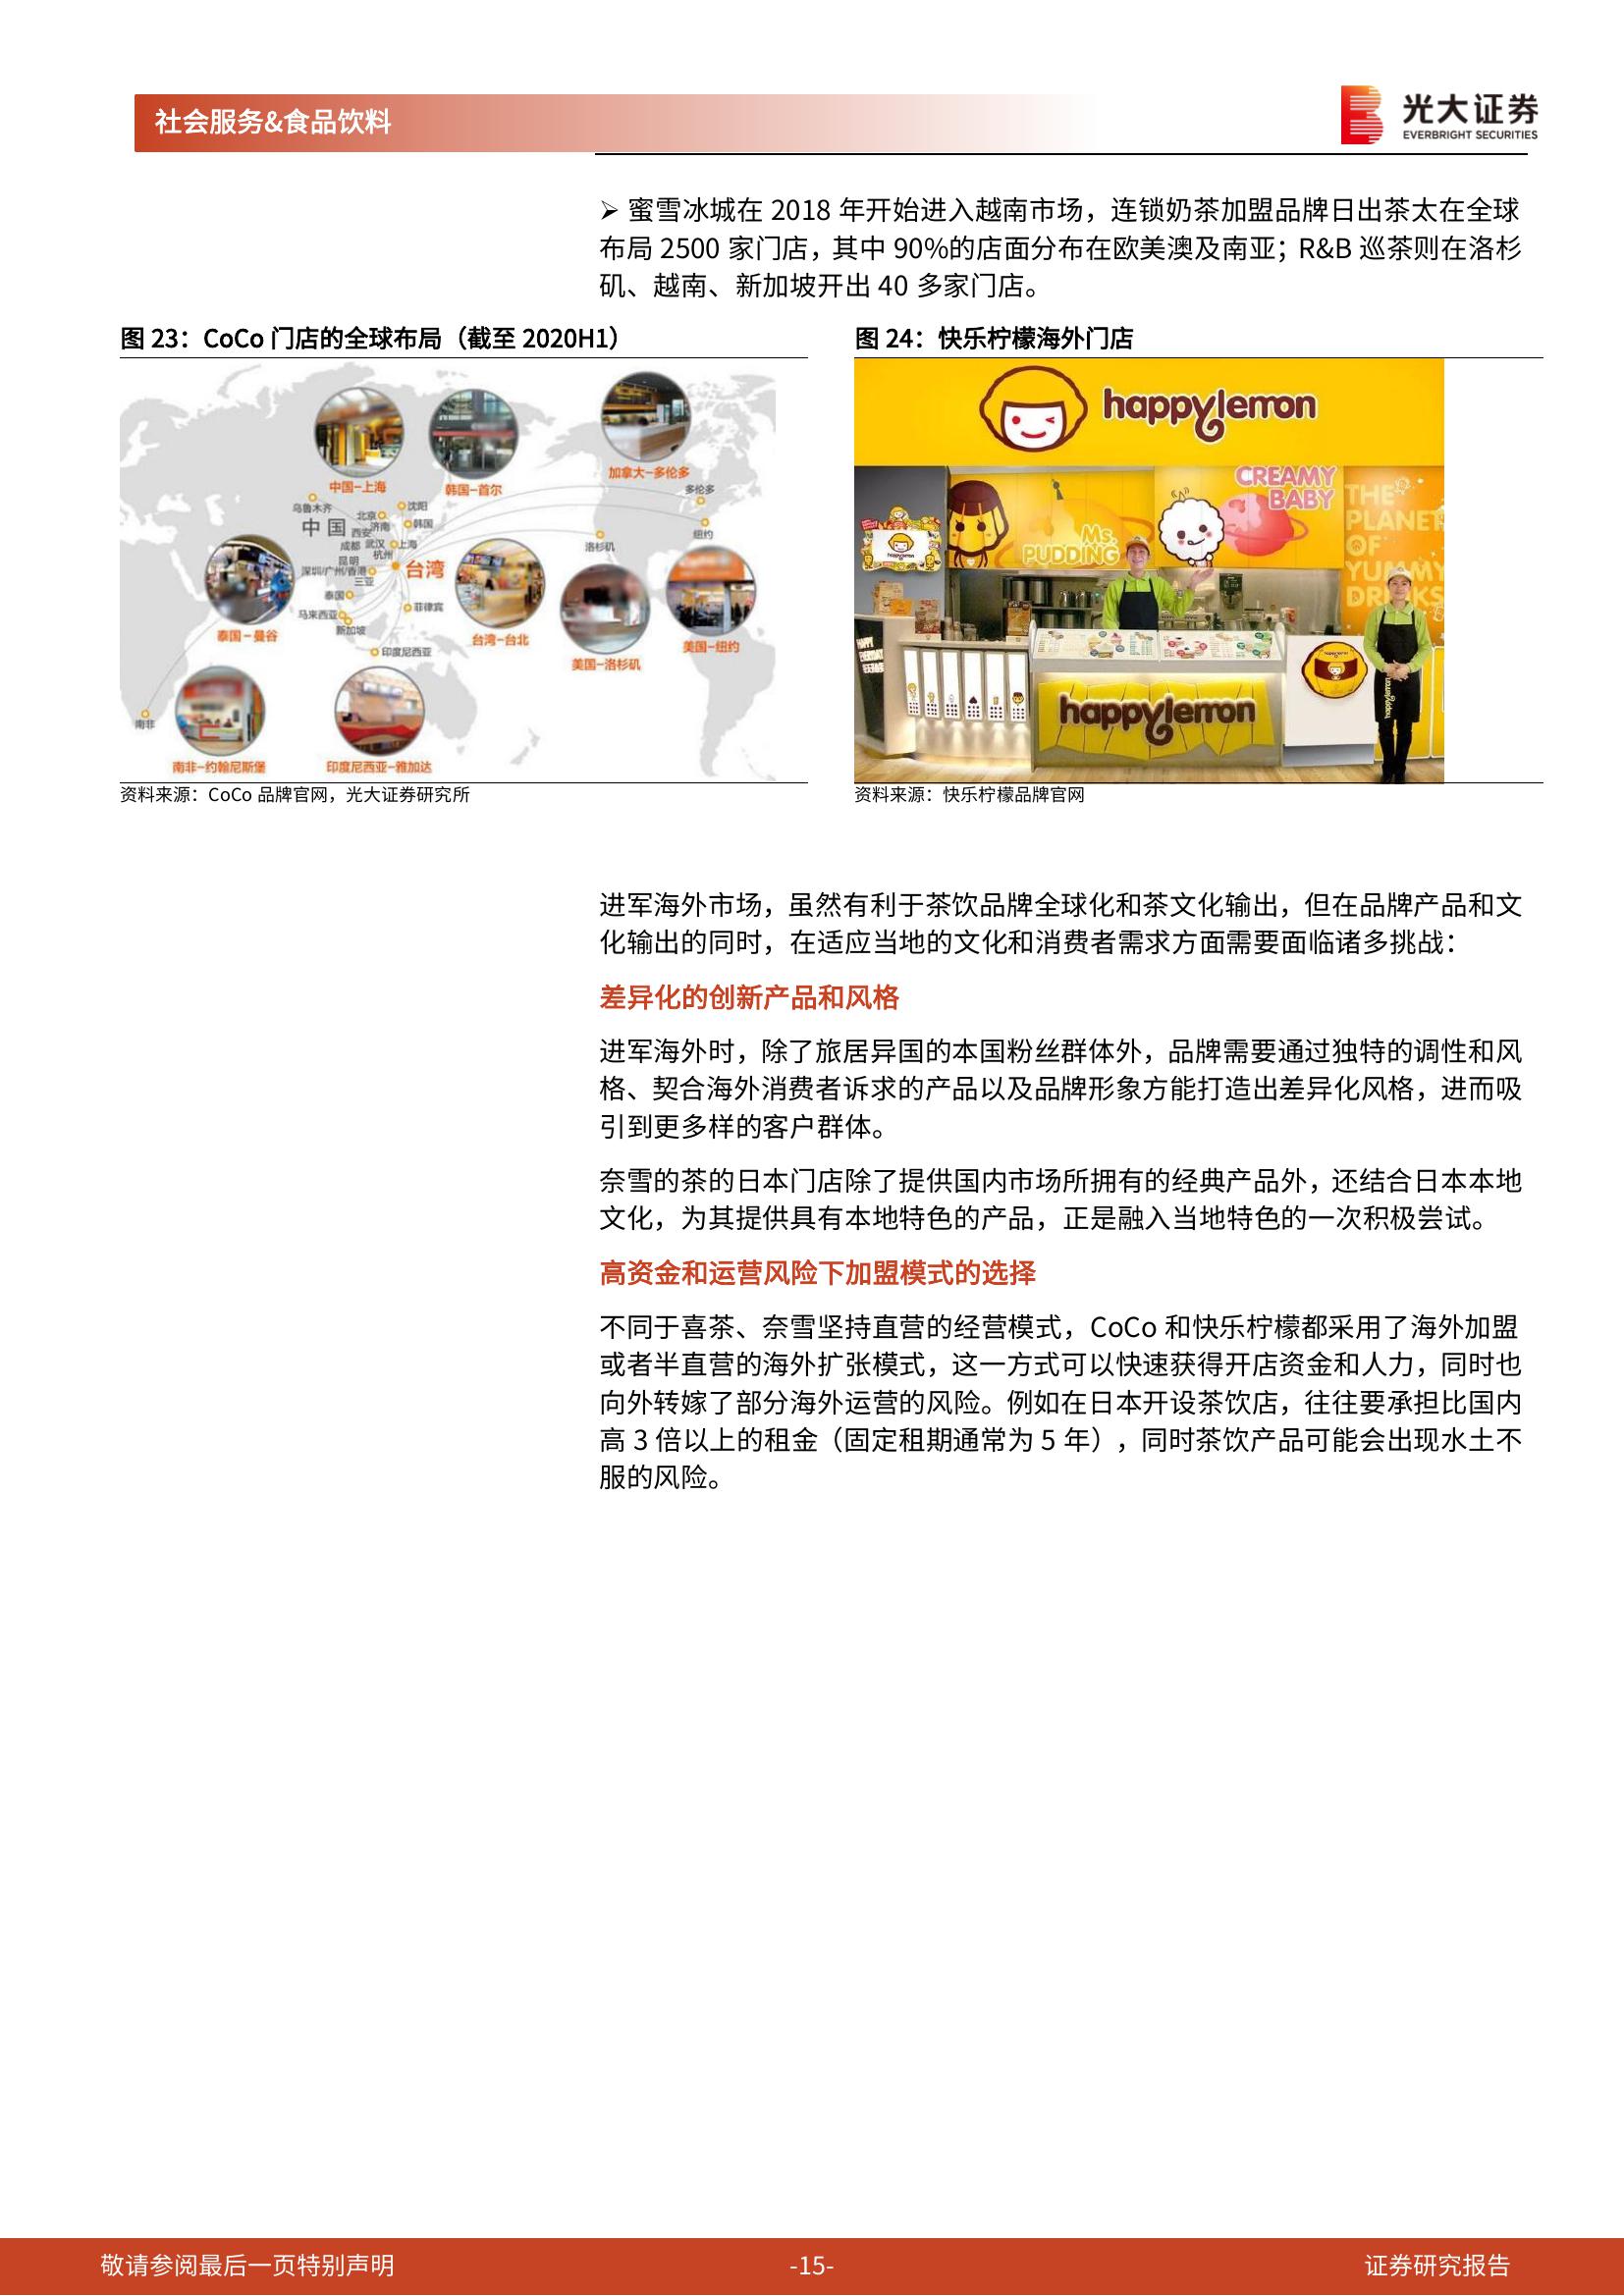 社会服务&食品饮料
光大证券
EVERBRIGHT SECURITIES
➢ 蜜雪冰城在 2018 年开始进入越南市场，连锁奶茶加盟品牌日出茶太在全球
布局 2500 家门店，其中 90%的店面分布在欧美澳及南亚；R&B 巡茶则在洛杉
矶、越南、新加坡开出 40 多家门店。
图 23：CoCo 门店的全球布局（截至 2020H1）
中国-上海
韩国-首尔
加拿大-多伦多
多伦多
乌鲁木齐
沈阳
北京
韩国
中国
济南
西安
纽约
成都
武汉
上海
洛杉矶
杭州
昆明
台湾
深圳/广州/香港
三亚
泰国
菲律宾
马来西亚
新加坡
泰国-曼谷
台湾-台北
美国-纽约
印度尼西亚
美国-洛杉矶
南非
南非-约翰尼斯堡
印度尼西亚-雅加达
资料来源：CoCo 品牌官网，光大证券研究所
图 24：快乐柠檬海外门店
happylemon
CREAMY
BABY
THE
PLANET
OF
YUMMY
DRINKS
Ms.
PUDDING
happylemon
资料来源：快乐柠檬品牌官网
进军海外市场，虽然有利于茶饮品牌全球化和茶文化输出，但在品牌产品和文
化输出的同时，在适应当地的文化和消费者需求方面需要面临诸多挑战：
差异化的创新产品和风格
进军海外时，除了旅居异国的本国粉丝群体外，品牌需要通过独特的调性和风
格、契合海外消费者诉求的产品以及品牌形象方能打造出差异化风格，进而吸
引到更多样的客户群体。
奈雪的茶的日本门店除了提供国内市场所拥有的经典产品外，还结合日本本地
文化，为其提供具有本地特色的产品，正是融入当地特色的一次积极尝试。
高资金和运营风险下加盟模式的选择
不同于喜茶、奈雪坚持直营的经营模式，CoCo 和快乐柠檬都采用了海外加盟
或者半直营的海外扩张模式，这一方式可以快速获得开店资金和人力，同时也
向外转嫁了部分海外运营的风险。例如在日本开设茶饮店，往往要承担比国内
高 3 倍以上的租金（固定租期通常为 5 年），同时茶饮产品可能会出现水土不
服的风险。
敬请参阅最后一页特别声明
-15-
证券研究报告